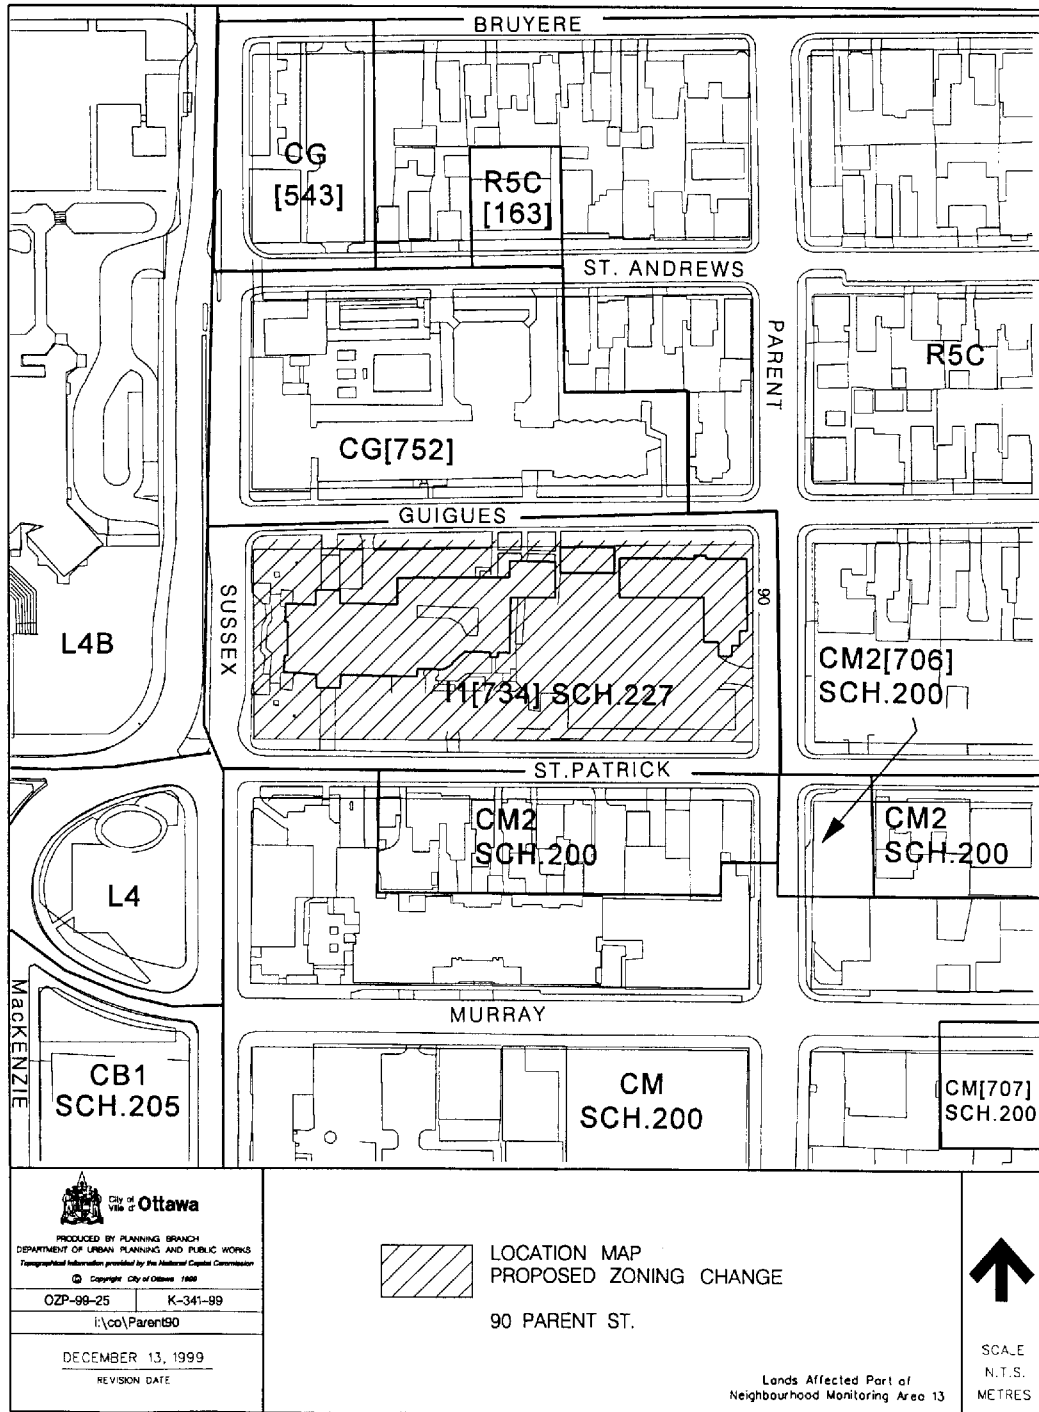 BRUYERE
CG
[543]
R5C
[163]
ST. ANDREWS
PARENT
R5C
CG[752]
GUIGUES
SUSSEX
90
L4B
I1[734] SCH.227
CM2[706]
SCH.200
ST.PATRICK
CM2
SCH.200
CM2
SCH.200
L4
MacKENZIE
MURRAY
CB1
SCH.205
CM
SCH.200
CM[707]
SCH.200
City of
Ville d' Ottawa
PRODUCED BY PLANNING BRANCH
DEPARTMENT OF URBAN PLANNING AND PUBLIC WORKS
Topographical information provided by the National Capital Commission
© Copyright City of Ottawa 1999
OZP-99-25 K-341-99
i:\co\Parent90
DECEMBER 13, 1999
REVISION DATE
LOCATION MAP
PROPOSED ZONING CHANGE
90 PARENT ST.
Lands Affected Part of
Neighbourhood Monitoring Area 13
SCALE
N.T.S.
METRES